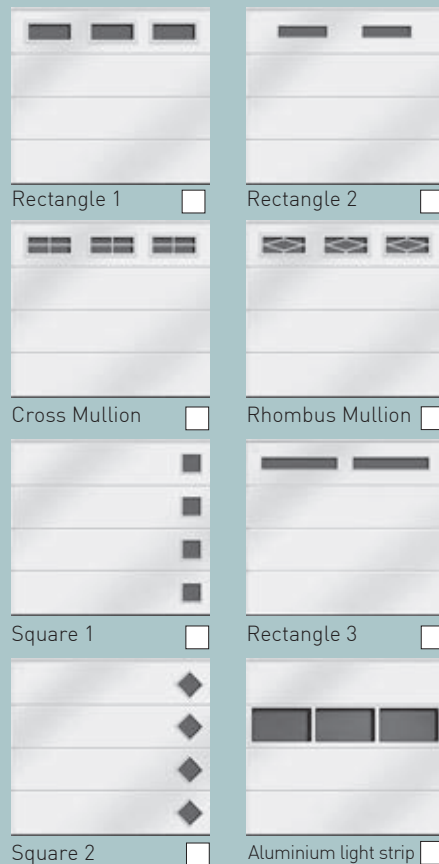 Rectangle 1
Rectangle 2
Cross Mullion
Rhombus Mullion
Square 1
Rectangle 3
Square 2
Aluminium light strip